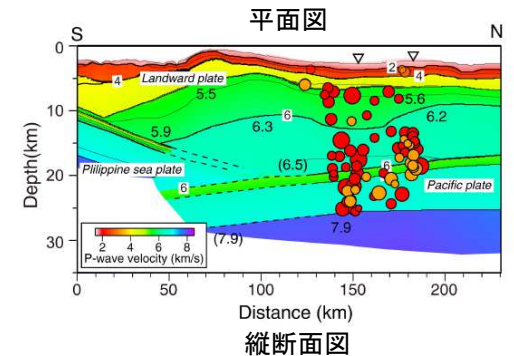 平面図
S N
0
10
20
30
Depth(km)
2
4
4
Landward plate
5.5
5.6
6
5.9
6.3
6.2
(6.5)
6
Plilippine sea plate
6
Pacific plate
7.9
(7.9)
2 4 6 8
P-wave velocity (km/s)
0 50 100 150 200
Distance (km)
縦断面図